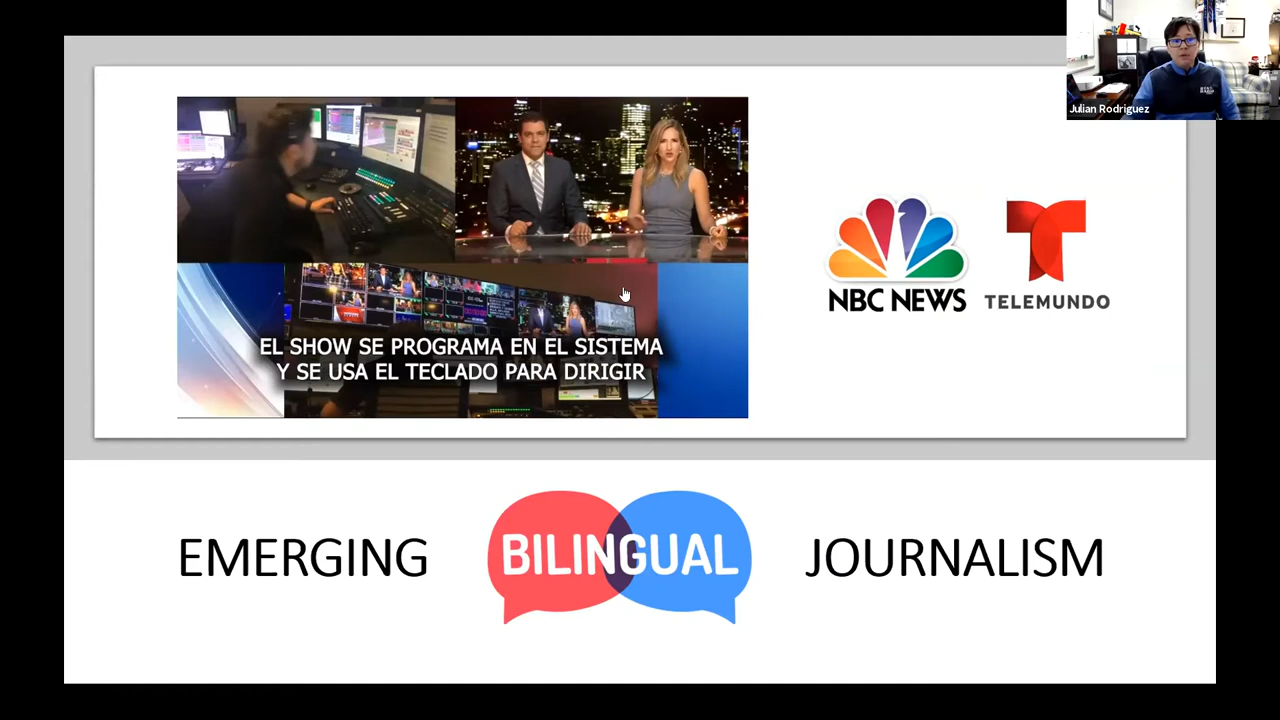 Julian Rodriguez
NBC NEWS
TELEMUNDO
EL SHOW SE PROGRAMA EN EL SISTEMA
Y SE USA EL TECLADO PARA DIRIGIR
EMERGING
BILINGUAL
JOURNALISM